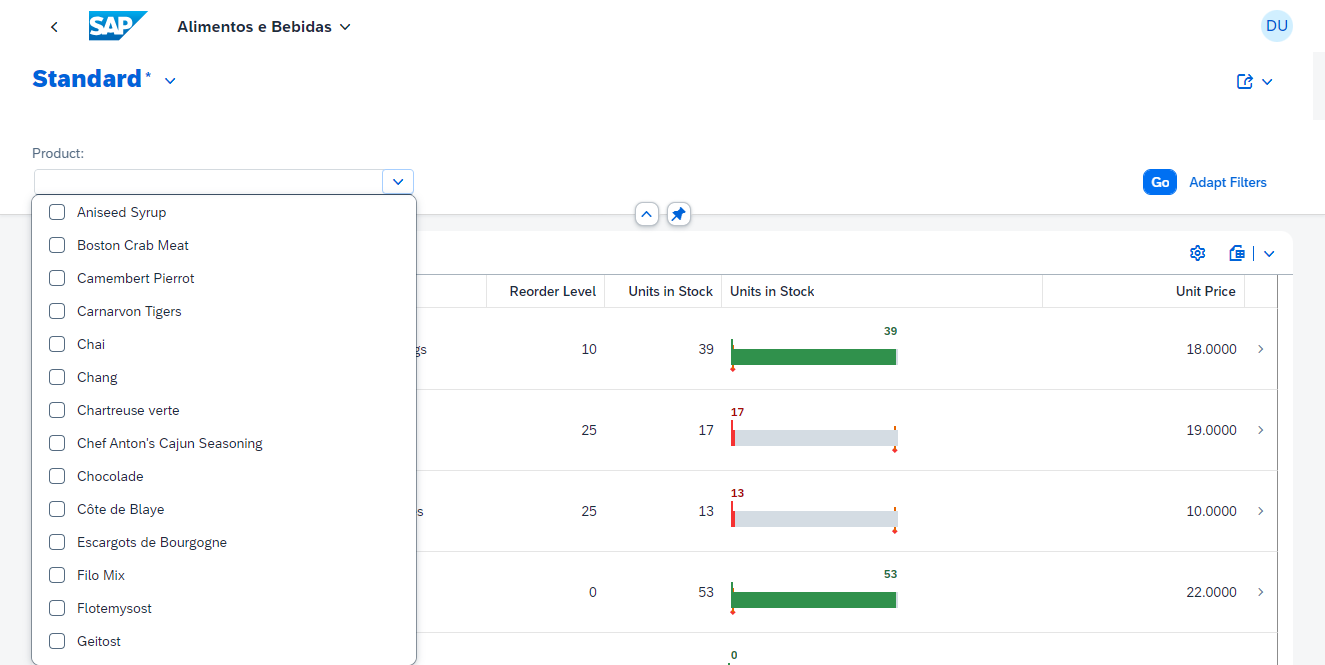 SAP Alimentos e Bebidas DU
Standard *
Product:
Go Adapt Filters
Aniseed Syrup
Boston Crab Meat
Camembert Pierrot
Carnarvon Tigers
Chai
Chang
Chartreuse verte
Chef Anton's Cajun Seasoning
Chocolade
Côte de Blaye
Escargots de Bourgogne
Filo Mix
Flotemysost
Geitost
Reorder Level Units in Stock Units in Stock Unit Price
39
gs 10 39 18.0000
17
25 17 19.0000
13
s 25 13 10.0000
53
0 53 22.0000
0